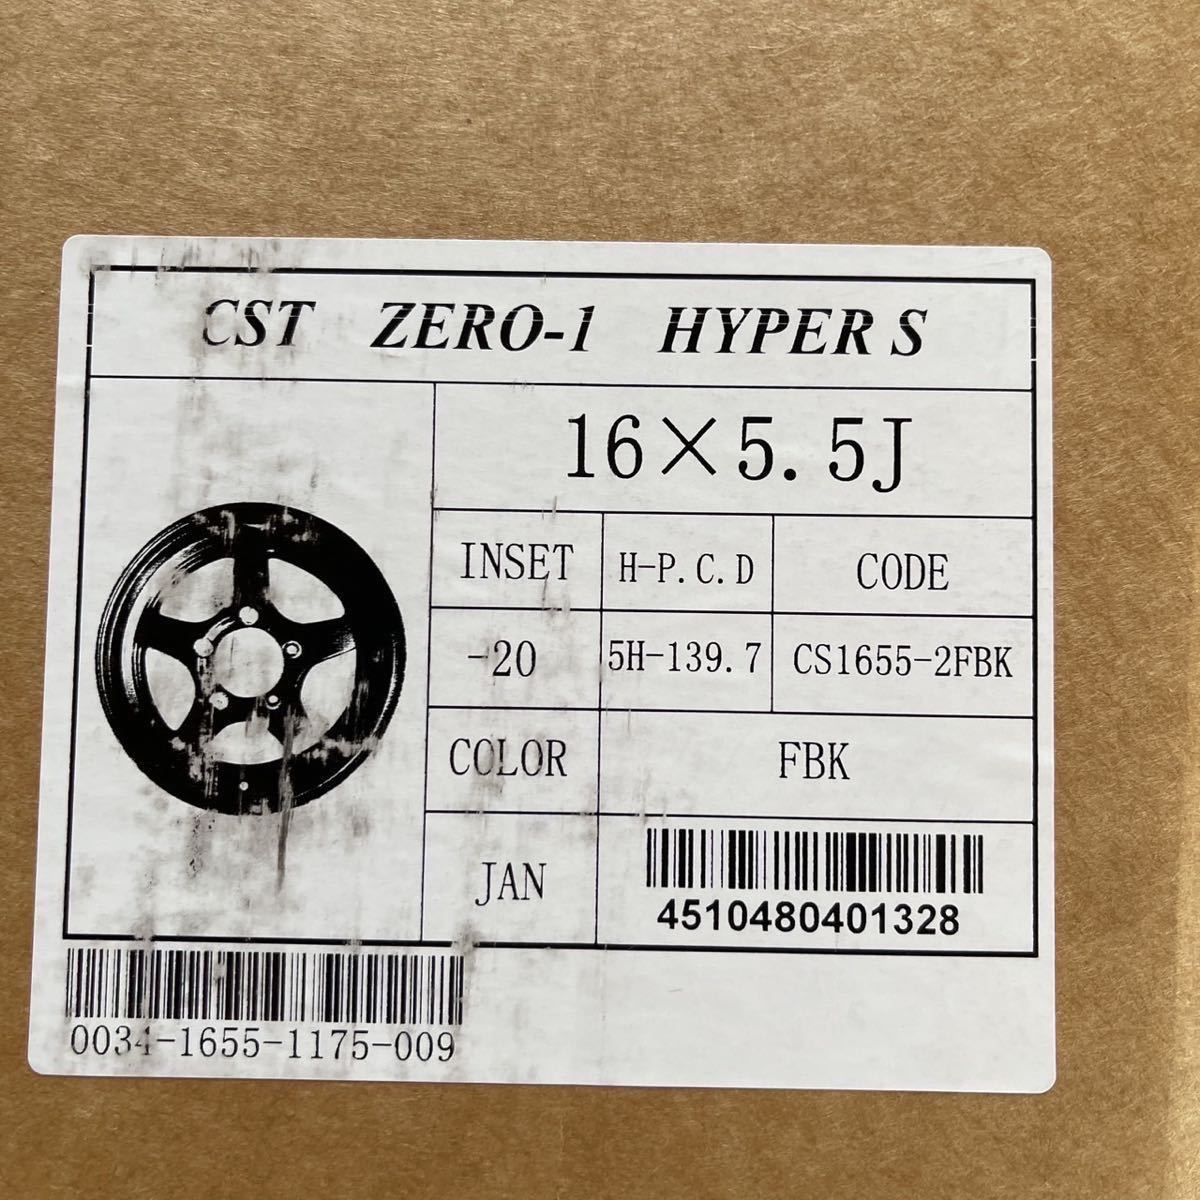 CST ZERO-1 HYPER S
16×5.5J
INSET H-P.C.D CODE
-20 5H-139.7 CS1655-2FBK
COLOR FBK
JAN
4510480401328
0034-1655-1175-009